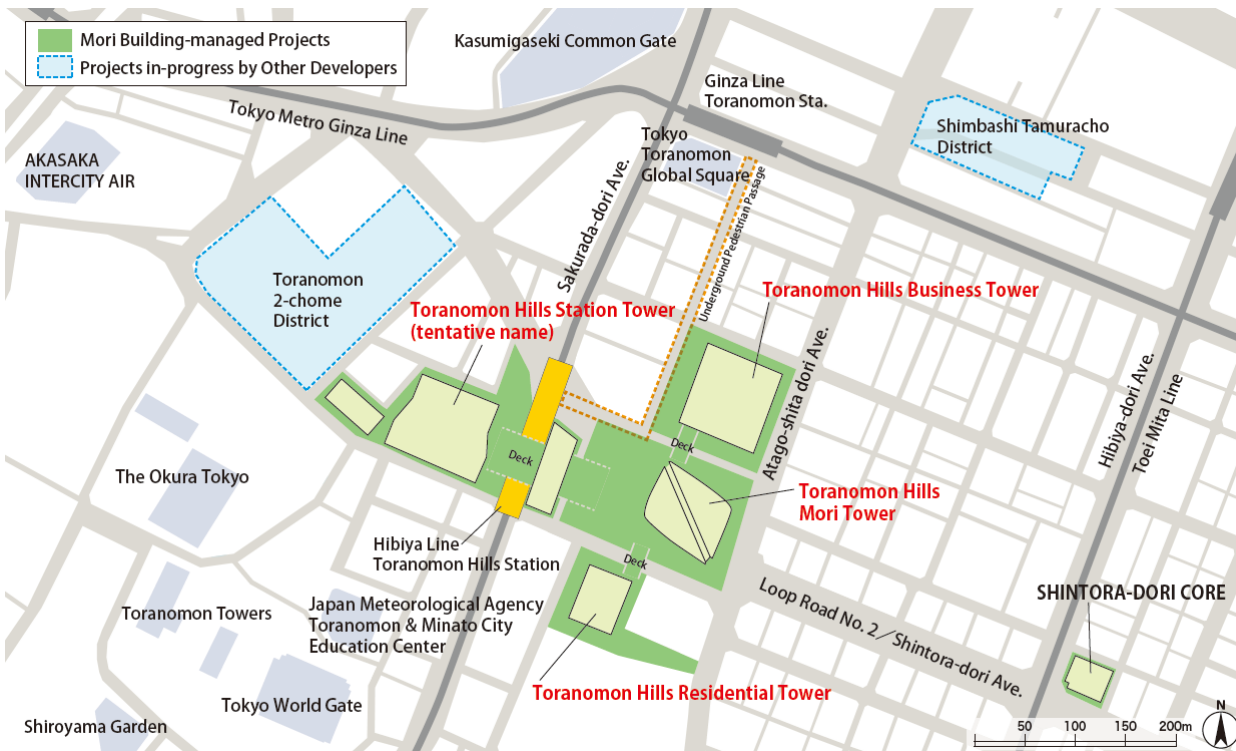 Mori Building-managed Projects
Projects in-progress by Other Developers
Kasumigaseki Common Gate
Ginza Line
Toranomon Sta.
Tokyo Metro Ginza Line
Tokyo
Toranomon
Global Square
Shimbashi Tamuracho
District
AKASAKA
INTERCITY AIR
Sakurada-dori Ave.
Underground Pedestrian Passage
Toranomon
2-chome
District
Toranomon Hills Station Tower
(tentative name)
Toranomon Hills Business Tower
Atago-shita dori Ave.
Hibiya-dori Ave.
Toei Mita Line
Deck
Deck
The Okura Tokyo
Toranomon Hills
Mori Tower
Hibiya Line
Toranomon Hills Station
Deck
Loop Road No. 2／Shintora-dori Ave.
SHINTORA-DORI CORE
Toranomon Towers
Japan Meteorological Agency
Toranomon & Minato City
Education Center
Toranomon Hills Residential Tower
Tokyo World Gate
Shiroyama Garden
N
50 100 150 200m